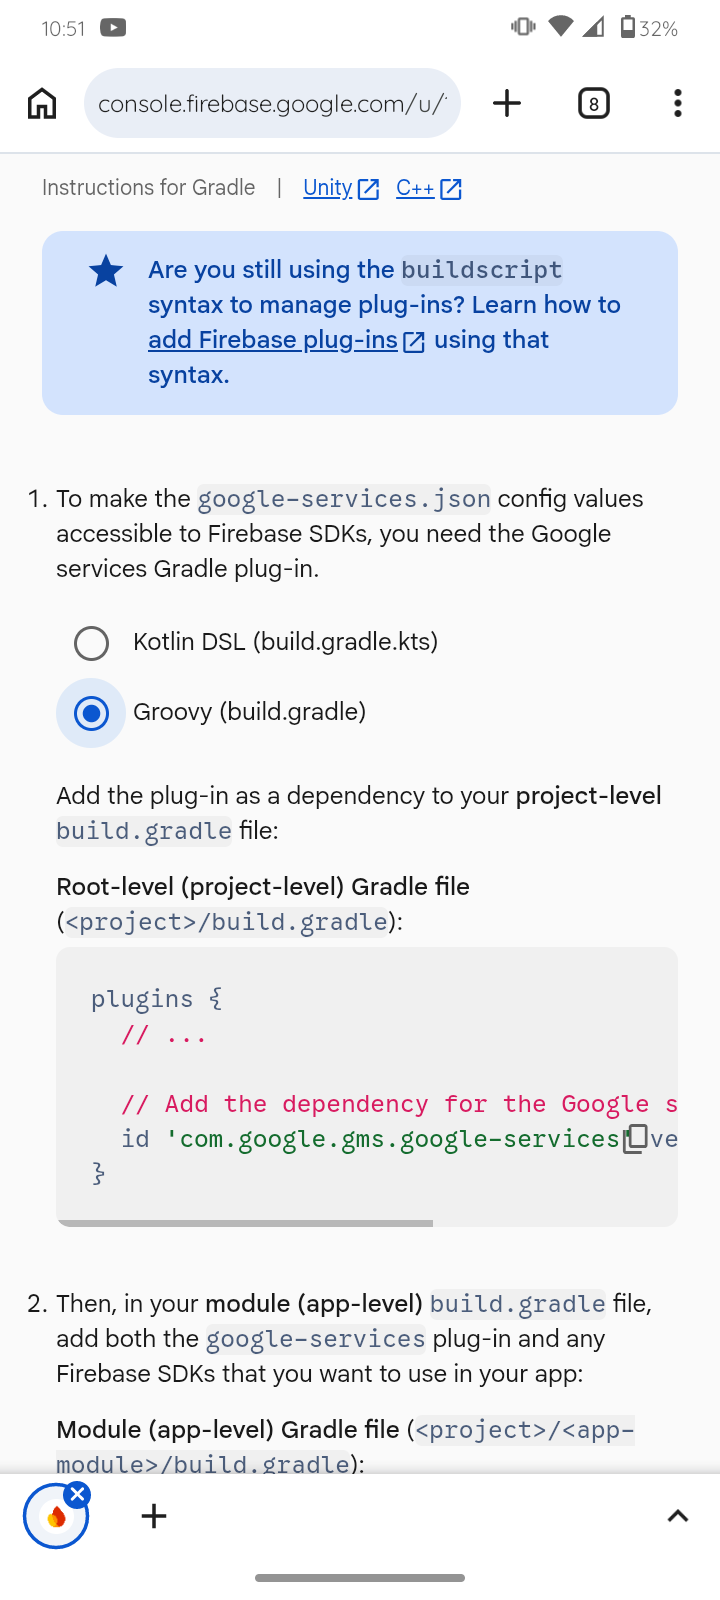 10:51
32%
console.firebase.google.com/u/
8
Instructions for Gradle | Unity C++
Are you still using the buildscript
syntax to manage plug-ins? Learn how to
add Firebase plug-ins using that
syntax.
1. To make the google-services.json config values
accessible to Firebase SDKs, you need the Google
services Gradle plug-in.
Kotlin DSL (build.gradle.kts)
Groovy (build.gradle)
Add the plug-in as a dependency to your project-level
build.gradle file:
Root-level (project-level) Gradle file
(<project>/build.gradle):
plugins {
// ...
// Add the dependency for the Google s
id 'com.google.gms.google-services' ve
}
2. Then, in your module (app-level) build.gradle file,
add both the google-services plug-in and any
Firebase SDKs that you want to use in your app:
Module (app-level) Gradle file (<project>/<app-
module>/build.gradle):